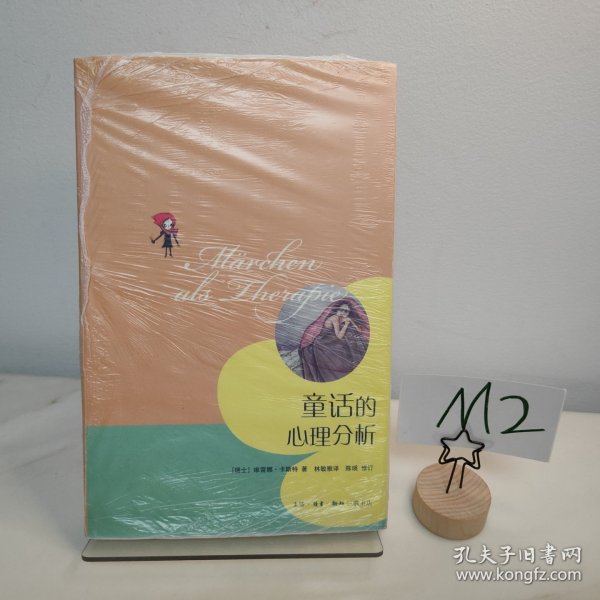 Märchen
als Therapie
童话的
心理分析
[瑞士] 维蕾娜·卡斯特 著 林敏雅译 陈瑛 修订
生活·读书·新知三联书店
M2
孔夫子旧书网
www.kongfz.com